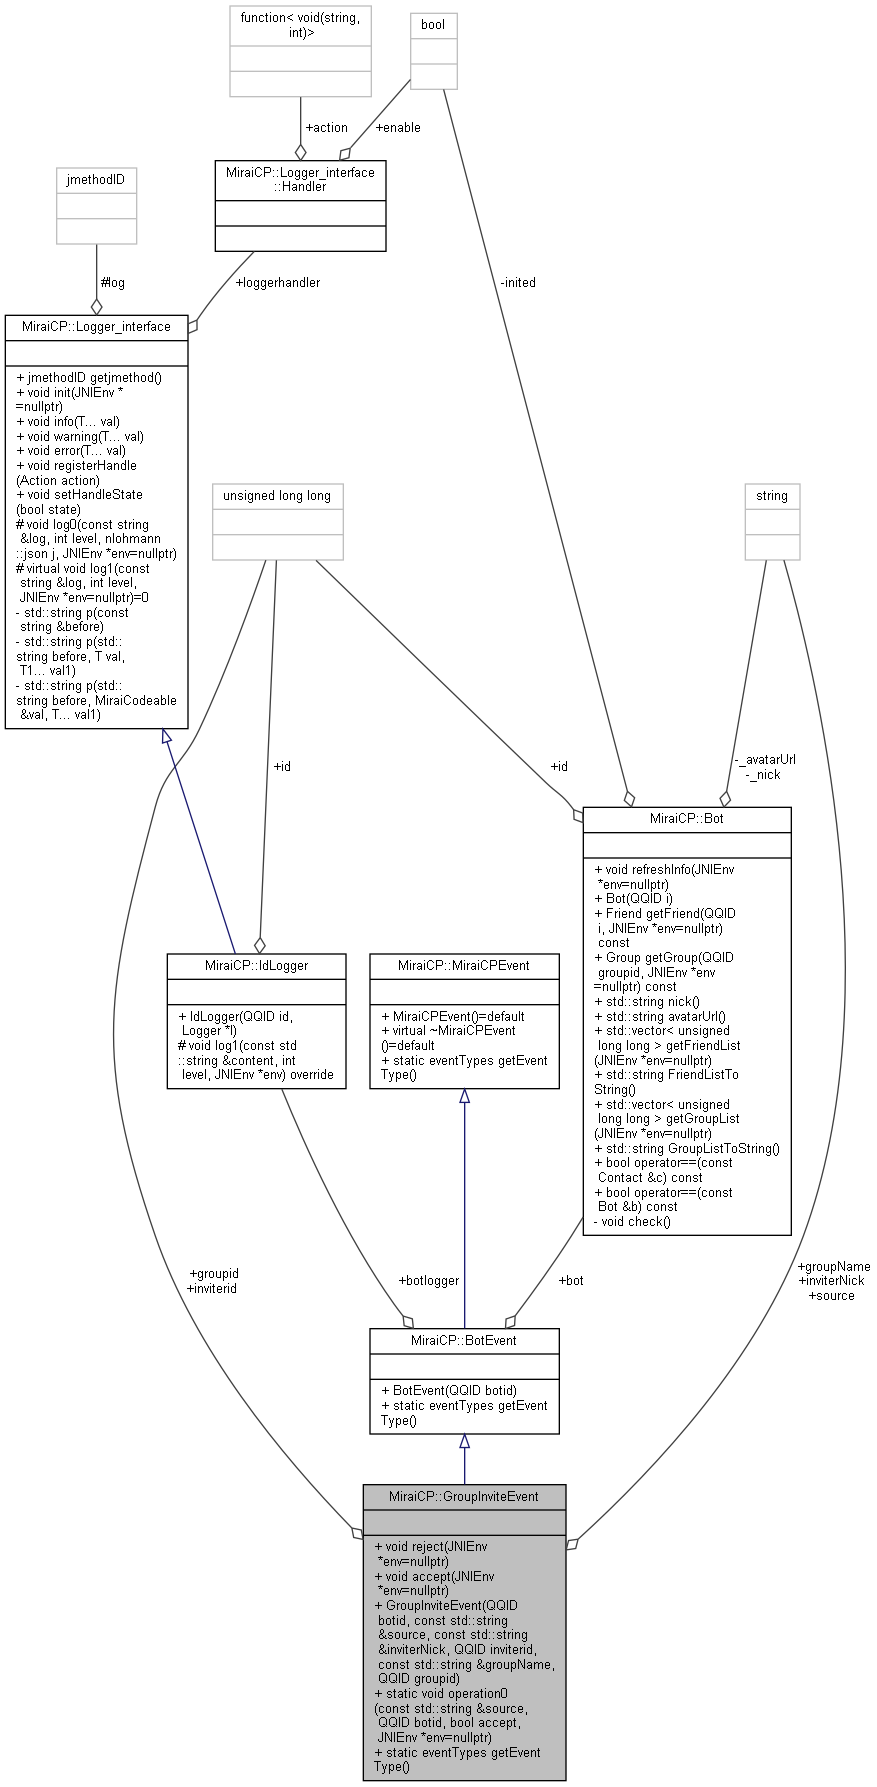 function< void(string,
int)>
bool
+action
+enable
jmethodID
MiraiCP::Logger_interface
::Handler
#log
+loggerhandler
-inited
MiraiCP::Logger_interface
+ jmethodID getjmethod()
+ void init(JNIEnv *
=nullptr)
+ void info(T... val)
+ void warning(T... val)
+ void error(T... val)
+ void registerHandle
(Action action)
+ void setHandleState
(bool state)
# void log0(const string
&log, int level, nlohmann
::json j, JNIEnv *env=nullptr)
# virtual void log1(const
string &log, int level,
JNIEnv *env=nullptr)=0
- std::string p(const
string &before)
- std::string p(std::
string before, T val,
T1... val1)
- std::string p(std::
string before, MiraiCodeable
&val, T... val1)
unsigned long long
string
+id
+id
-_avatarUrl
-_nick
MiraiCP::Bot
+ void refreshInfo(JNIEnv
*env=nullptr)
+ Bot(QQID i)
+ Friend getFriend(QQID
i, JNIEnv *env=nullptr)
const
+ Group getGroup(QQID
groupid, JNIEnv *env
=nullptr) const
+ std::string nick()
+ std::string avatarUrl()
+ std::vector< unsigned
long long > getFriendList
(JNIEnv *env=nullptr)
+ std::string FriendListTo
String()
+ std::vector< unsigned
long long > getGroupList
(JNIEnv *env=nullptr)
+ std::string GroupListToString()
+ bool operator==(const
Contact &c) const
+ bool operator==(const
Bot &b) const
- void check()
MiraiCP::IdLogger
+ IdLogger(QQID id,
Logger *l)
# void log1(const std
::string &content, int
level, JNIEnv *env) override
MiraiCP::MiraiCPEvent
+ MiraiCPEvent()=default
+ virtual ~MiraiCPEvent
()=default
+ static eventTypes getEvent
Type()
+groupid
+inviterid
+botlogger
+bot
+groupName
+inviterNick
+source
MiraiCP::BotEvent
+ BotEvent(QQID botid)
+ static eventTypes getEvent
Type()
MiraiCP::GroupInviteEvent
+ void reject(JNIEnv
*env=nullptr)
+ void accept(JNIEnv
*env=nullptr)
+ GroupInviteEvent(QQID
botid, const std::string
&source, const std::string
&inviterNick, QQID inviterid,
const std::string &groupName,
QQID groupid)
+ static void operation0
(const std::string &source,
QQID botid, bool accept,
JNIEnv *env=nullptr)
+ static eventTypes getEvent
Type()